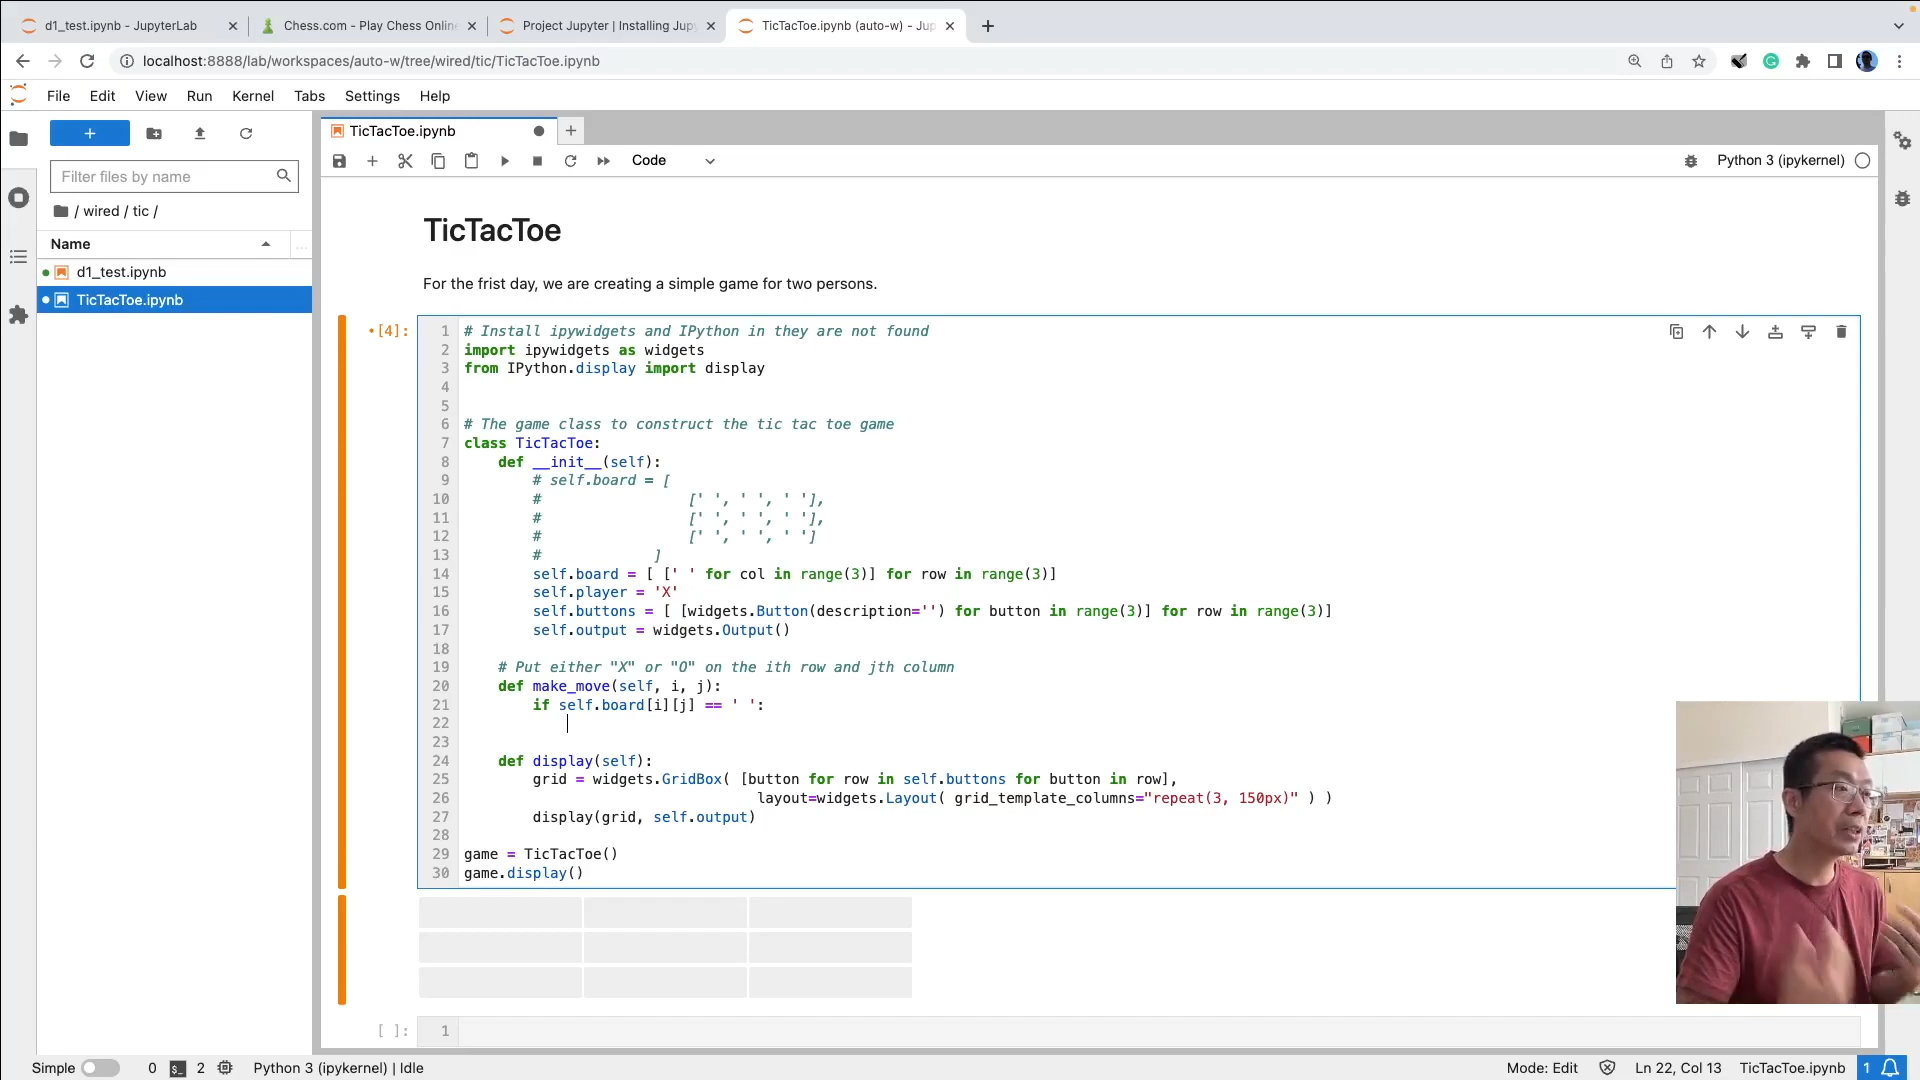 d1_test.ipynb - JupyterLab
Chess.com - Play Chess Online
Project Jupyter | Installing Jupy
TicTacToe.ipynb (auto-w) - Jup
localhost:8888/lab/workspaces/auto-w/tree/wired/tic/TicTacToe.ipynb
File Edit View Run Kernel Tabs Settings Help
TicTacToe.ipynb
Filter files by name
Code
Python 3 (ipykernel)
/ wired / tic /
Name
d1_test.ipynb
TicTacToe.ipynb
TicTacToe
For the frist day, we are creating a simple game for two persons.
[4]:
1 # Install ipywidgets and IPython in they are not found
2 import ipywidgets as widgets
3 from IPython.display import display
4
5
6 # The game class to construct the tic tac toe game
7 class TicTacToe:
8     def __init__(self):
9         # self.board = [
10         #                 [' ', ' ', ' '],
11         #                 [' ', ' ', ' '],
12         #                 [' ', ' ', ' ']
13         #             ]
14         self.board = [ [' ' for col in range(3)] for row in range(3)]
15         self.player = 'X'
16         self.buttons = [ [widgets.Button(description='') for button in range(3)] for row in range(3)]
17         self.output = widgets.Output()
18
19     # Put either "X" or "O" on the ith row and jth column
20     def make_move(self, i, j):
21         if self.board[i][j] == ' ':
22
23
24     def display(self):
25         grid = widgets.GridBox( [button for row in self.buttons for button in row],
26                                   layout=widgets.Layout( grid_template_columns="repeat(3, 150px)" ) )
27         display(grid, self.output)
28
29 game = TicTacToe()
30 game.display()
[ ]: 1
Simple 0 2 Python 3 (ipykernel) | Idle
Mode: Edit Ln 22, Col 13 TicTacToe.ipynb 1